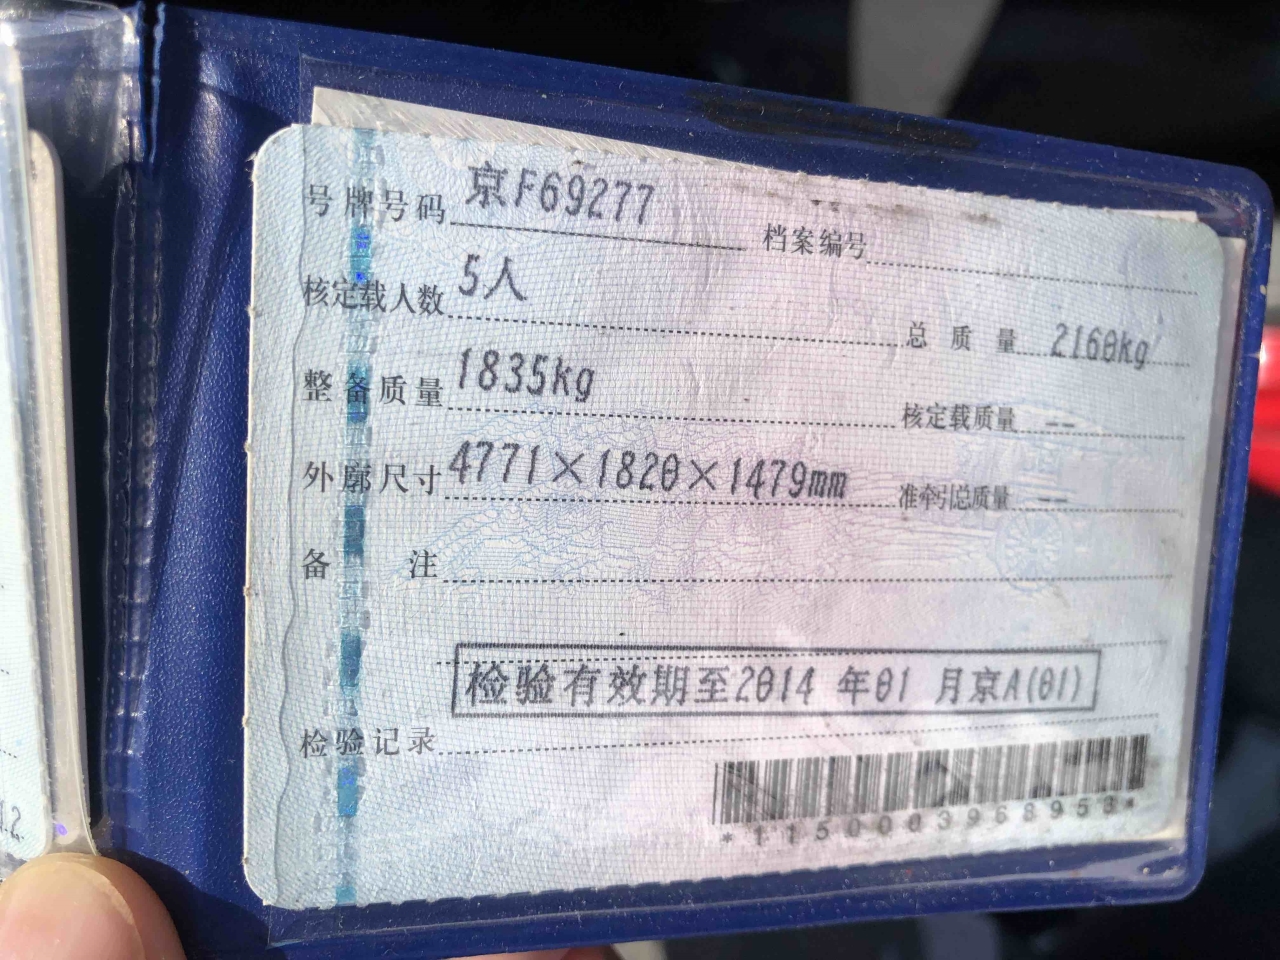 号牌号码 京F69277 档案编号
核定载人数 5人 总质量 2160kg
整备质量 1835kg 核定载质量 --
外廓尺寸 4771×1820×1479mm 准牵引总质量 --
备注
检验有效期至2014 年01 月京A(01)
检验记录
*1150003968953*
1.2